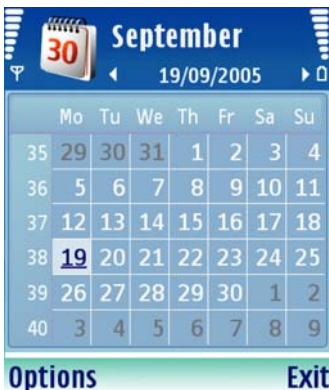 30
September
19/09/2005
Mo Tu We Th Fr Sa Su
35 29 30 31 1 2 3 4
36 5 6 7 8 9 10 11
37 12 13 14 15 16 17 18
38 19 20 21 22 23 24 25
39 26 27 28 29 30 1 2
40 3 4 5 6 7 8 9
Options Exit